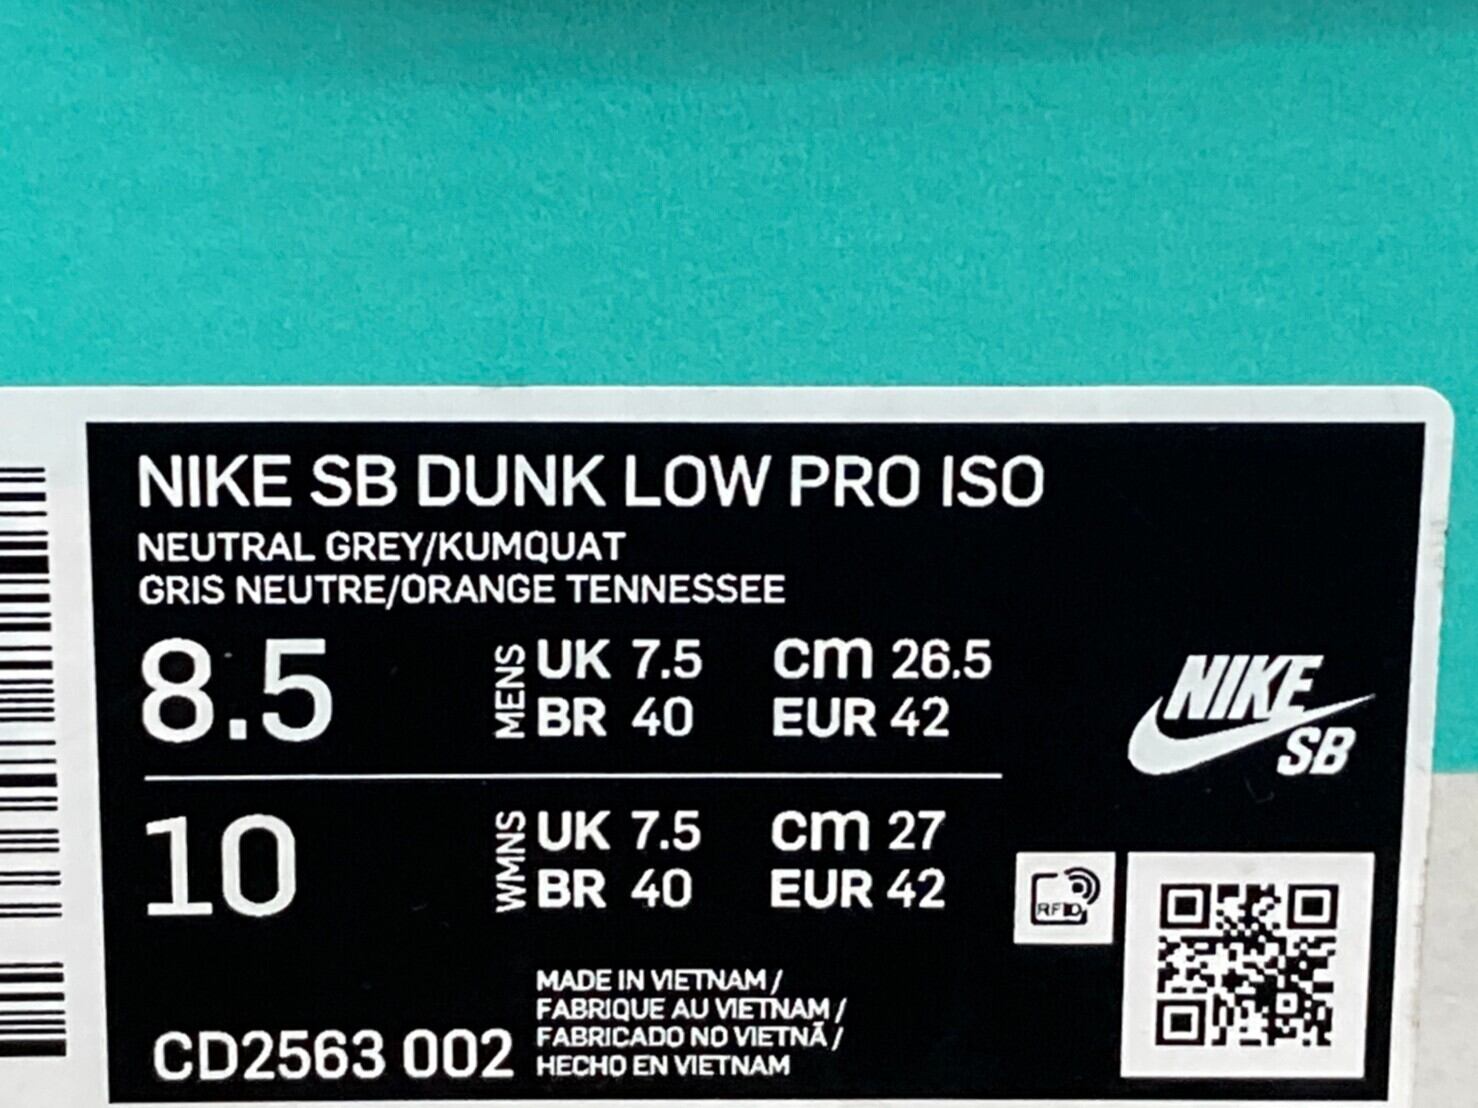 NIKE SB DUNK LOW PRO ISO
NEUTRAL GREY/KUMQUAT
GRIS NEUTRE/ORANGE TENNESSEE
8.5
MENS
UK 7.5 cm 26.5
BR 40 EUR 42
NIKE
SB
10
WMNS
UK 7.5 cm 27
BR 40 EUR 42
RFID
CD2563 002
MADE IN VIETNAM /
FABRIQUE AU VIETNAM /
FABRICADO NO VIETNÃ /
HECHO EN VIETNAM